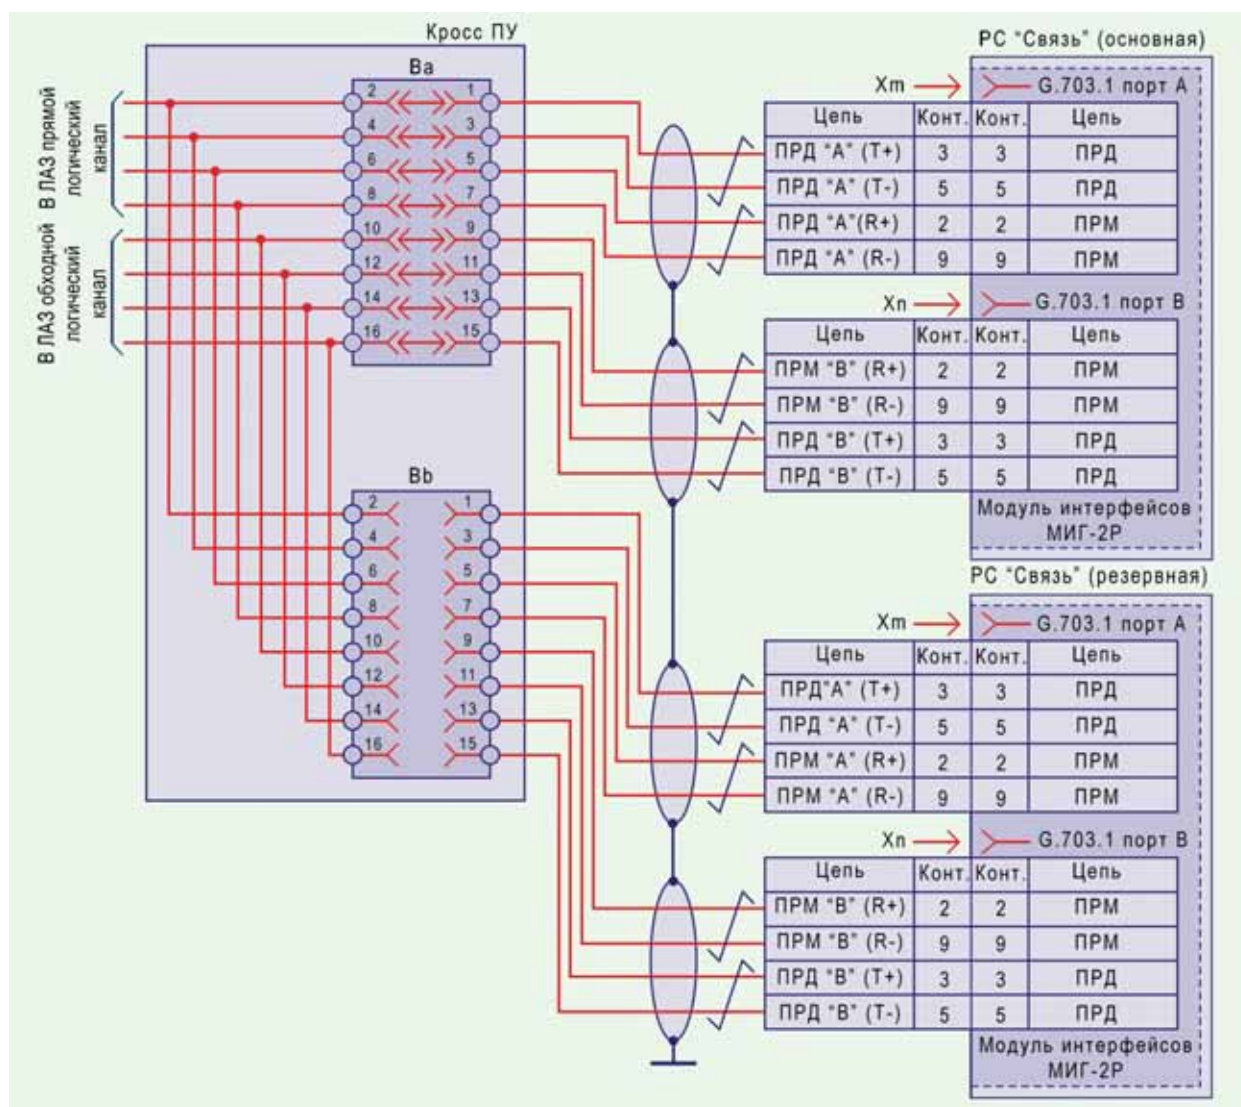 Кросс ПУ
РС "Связь" (основная)
Ва
Xm
G.703.1 порт А
В ЛАЗ прямой
логический
канал
В ЛАЗ обходной
логический
канал
2 1
4 3
6 5
8 7
10 9
12 11
14 13
16 15
Цепь Конт. Конт. Цепь
ПРД "А" (Т+) 3 3 ПРД
ПРД "А" (Т-) 5 5 ПРД
ПРД "А"(R+) 2 2 ПРМ
ПРД "А" (R-) 9 9 ПРМ
Xn
G.703.1 порт В
Цепь Конт. Конт. Цепь
ПРМ "В" (R+) 2 2 ПРМ
ПРМ "В" (R-) 9 9 ПРМ
ПРД "В" (Т+) 3 3 ПРД
ПРД "В" (Т-) 5 5 ПРД
Модуль интерфейсов
МИГ-2Р
Bb
2 1
4 3
6 5
8 7
10 9
12 11
14 13
16 15
РС "Связь" (резервная)
Xm
G.703.1 порт А
Цепь Конт. Конт. Цепь
ПРД"А" (Т+) 3 3 ПРД
ПРД "А" (Т-) 5 5 ПРД
ПРМ "А" (R+) 2 2 ПРМ
ПРМ "А" (R-) 9 9 ПРМ
Xn
G.703.1 порт В
Цепь Конт. Конт. Цепь
ПРМ "В" (R+) 2 2 ПРМ
ПРМ "В" (R-) 9 9 ПРМ
ПРД "В" (Т+) 3 3 ПРД
ПРД "В" (Т-) 5 5 ПРД
Модуль интерфейсов
МИГ-2Р